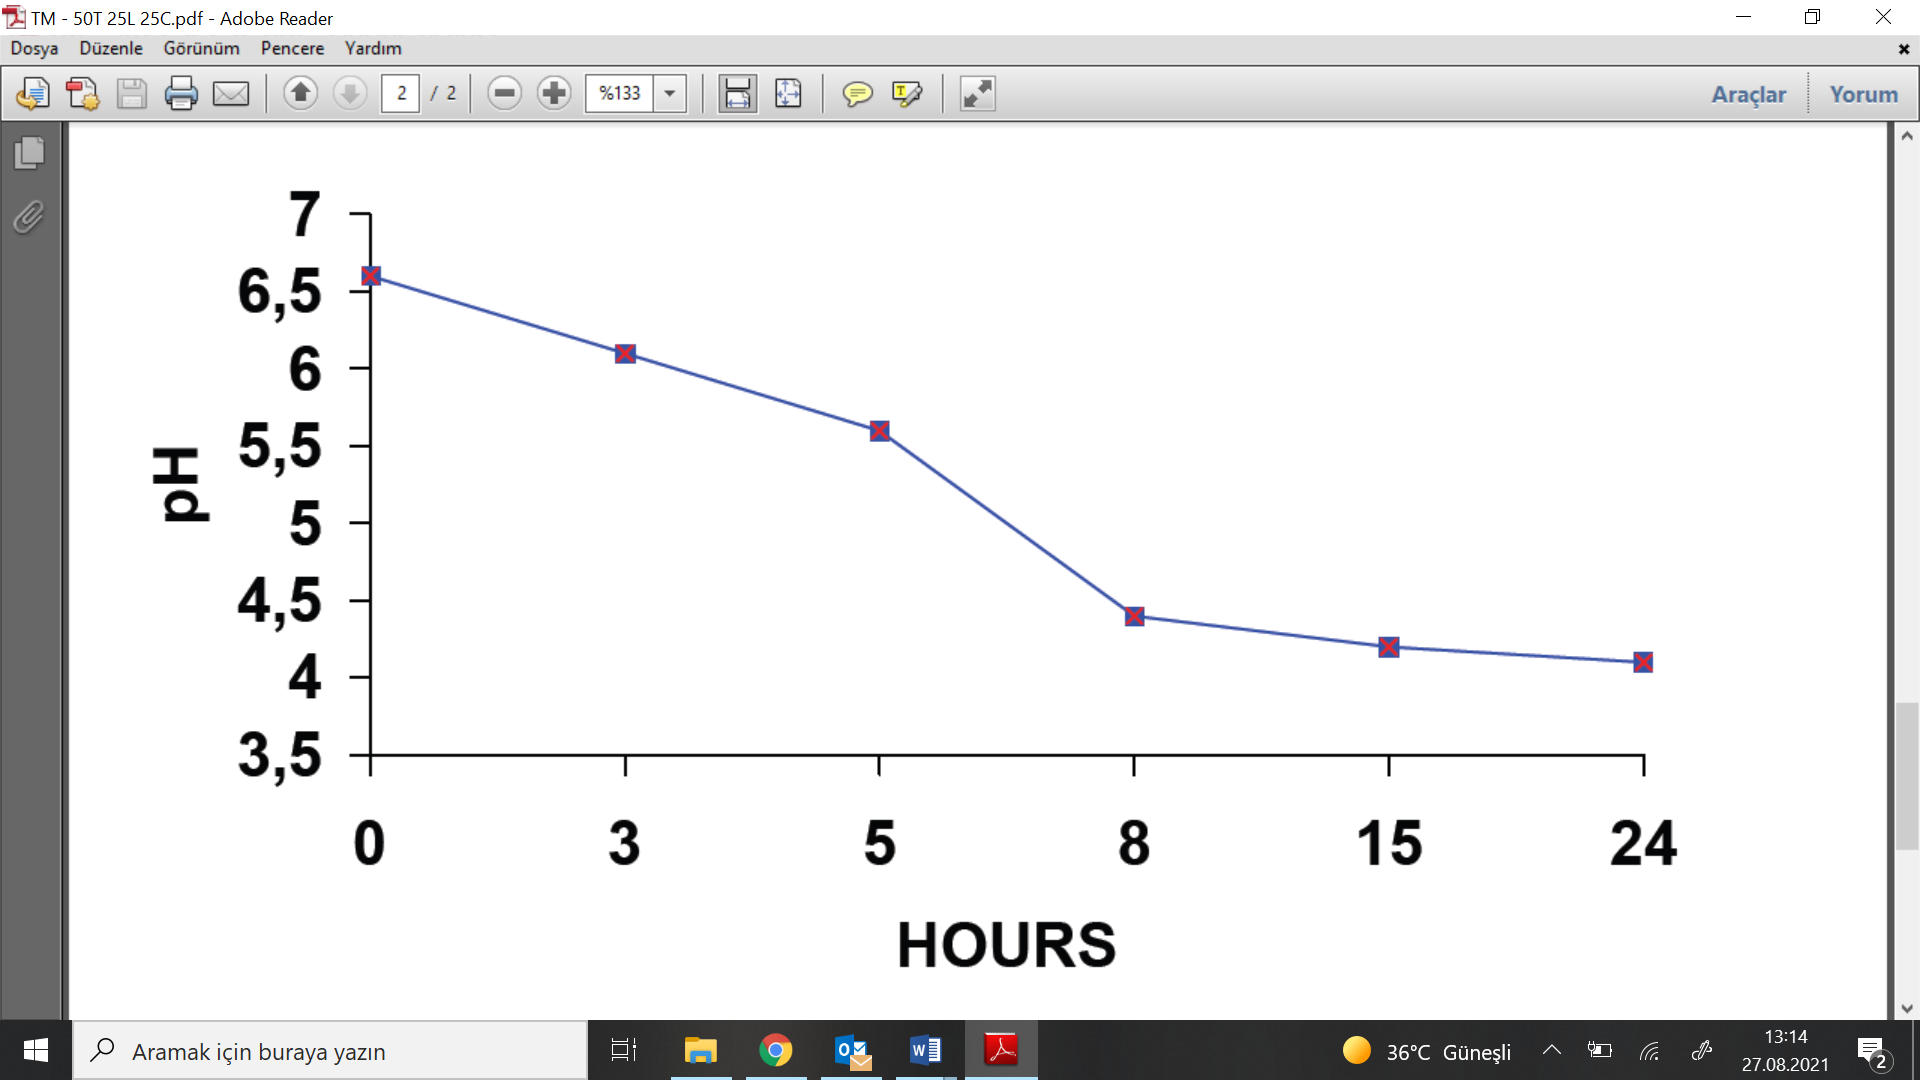 TM - 50T 25L 25C.pdf - Adobe Reader
Dosya Düzenle Görünüm Pencere Yardım
2 / 2 %133 Araçlar Yorum
7
6,5
6
5,5
5
4,5
4
3,5
pH
0 3 5 8 15 24
HOURS
Aramak için buraya yazın
36°C Güneşli
13:14
27.08.2021
2